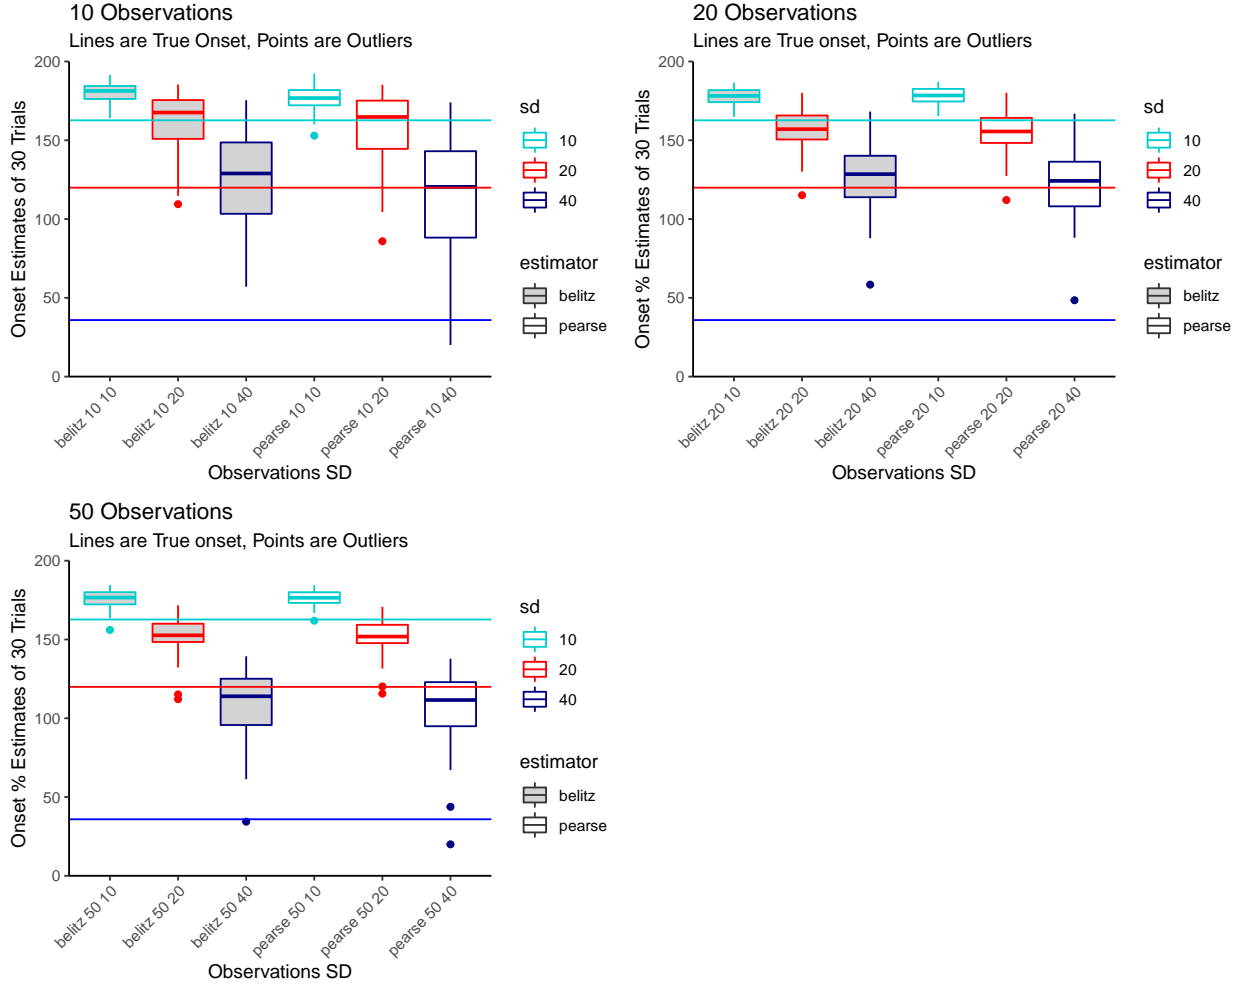 10 Observations
Lines are True Onset, Points are Outliers
Onset Estimates of 30 Trials
200
150
100
50
0
belitz 10 10
belitz 10 20
belitz 10 40
pearse 10 10
pearse 10 20
pearse 10 40
Observations SD
sd
10
20
40
estimator
belitz
pearse
20 Observations
Lines are True onset, Points are Outliers
Onset % Estimates of 30 Trials
200
150
100
50
0
belitz 20 10
belitz 20 20
belitz 20 40
pearse 20 10
pearse 20 20
pearse 20 40
Observations SD
sd
10
20
40
estimator
belitz
pearse
50 Observations
Lines are True onset, Points are Outliers
Onset % Estimates of 30 Trials
200
150
100
50
0
belitz 50 10
belitz 50 20
belitz 50 40
pearse 50 10
pearse 50 20
pearse 50 40
Observations SD
sd
10
20
40
estimator
belitz
pearse